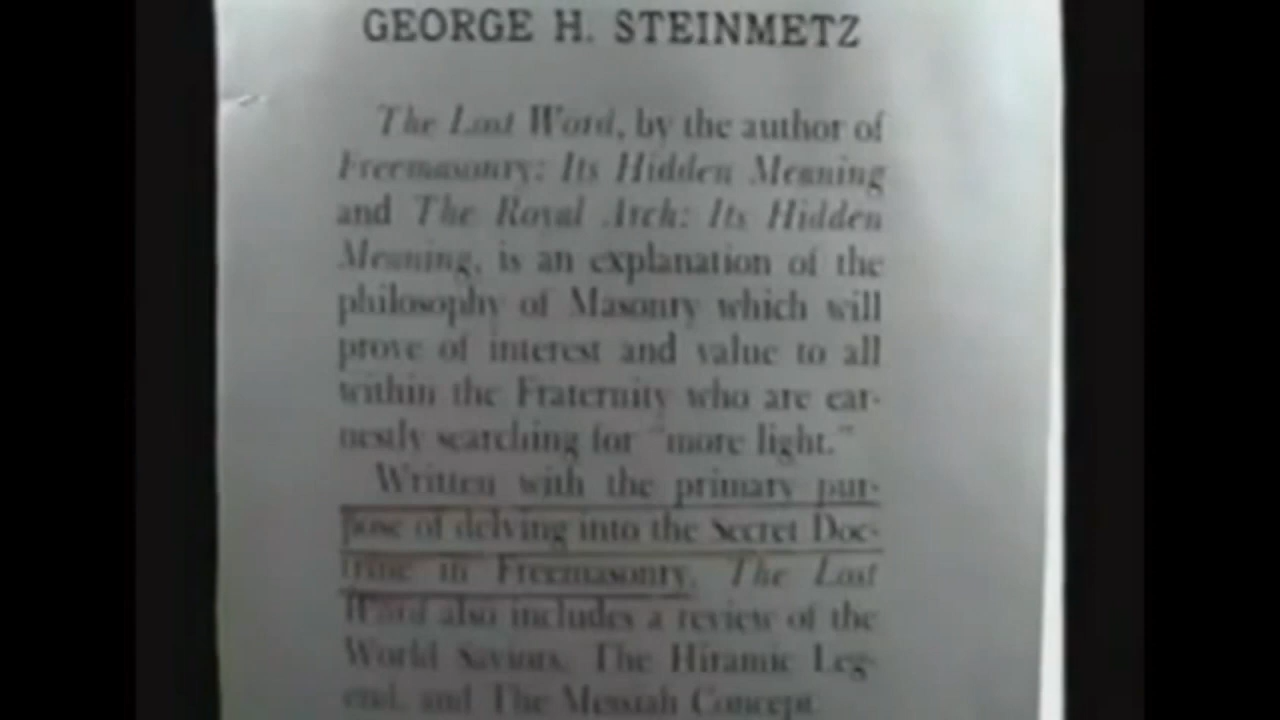 GEORGE H. STEINMETZ
The Lost Word, by the author of
Freemasonry: Its Hidden Meaning
and The Royal Arch: Its Hidden
Meaning, is an explanation of the
philosophy of Masonry which will
prove of interest and value to all
within the Fraternity who are ear-
nestly searching for "more light."
Written with the primary pur-
pose of delving into the Secret Doc-
trine in Freemasonry, The Lost
Word also includes a review of the
World Saviors, The Hiramic Leg-
end, and The Messiah Concept.